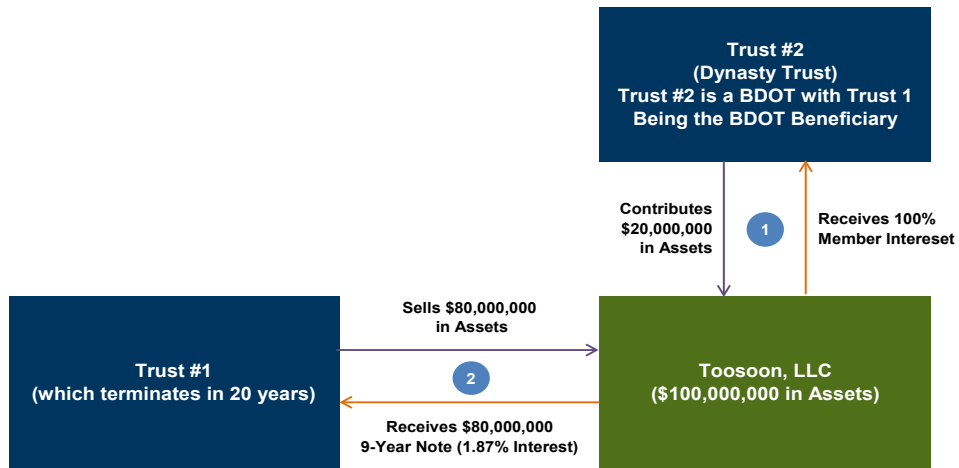 Trust #2
(Dynasty Trust)
Trust #2 is a BDOT with Trust 1
Being the BDOT Beneficiary
Contributes
$20,000,000
in Assets
1
Receives 100%
Member Intereset
Sells $80,000,000
in Assets
Trust #1
(which terminates in 20 years)
2
Toosoon, LLC
($100,000,000 in Assets)
Receives $80,000,000
9-Year Note (1.87% Interest)